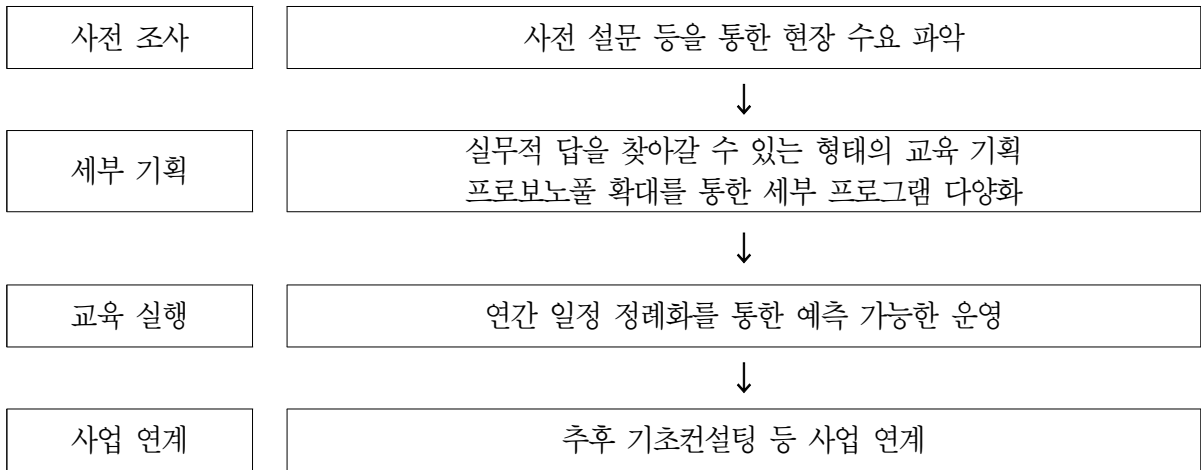 사전 조사
사전 설문 등을 통한 현장 수요 파악
↓
세부 기획
실무적 답을 찾아갈 수 있는 형태의 교육 기획
프로보노풀 확대를 통한 세부 프로그램 다양화
↓
교육 실행
연간 일정 정례화를 통한 예측 가능한 운영
↓
사업 연계
추후 기초컨설팅 등 사업 연계